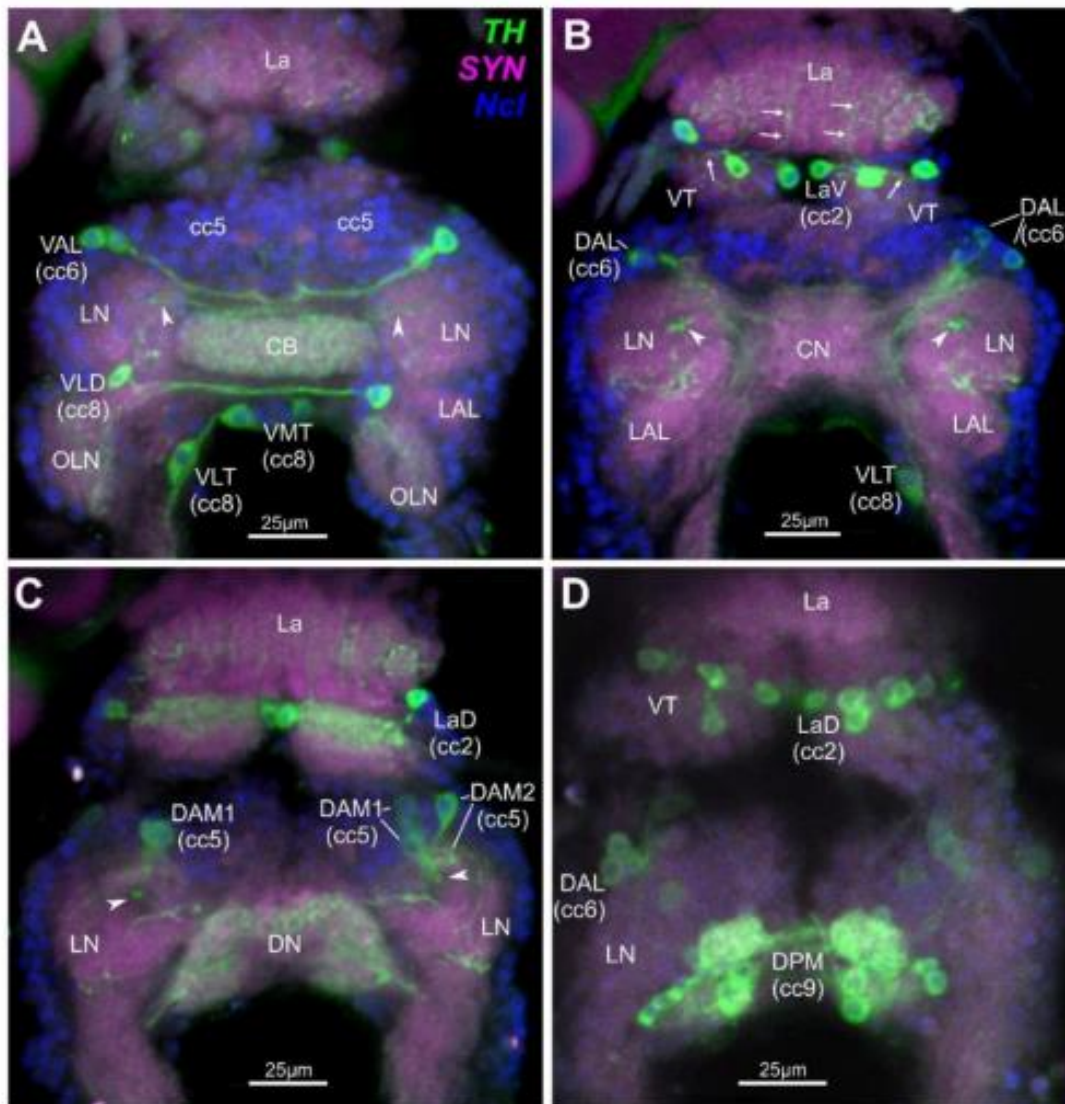 A
TH
SYN
Ncl
La
cc5
cc5
VAL
(cc6)
LN
LN
CB
VLD
(cc8)
LAL
VMT
(cc8)
OLN
VLT
(cc8)
OLN
25µm
B
La
VT
LaV
(cc2)
VT
DAL
(cc6)
DAL
(cc6
LN
CN
LN
LAL
LAL
VLT
(cc8)
25µm
C
La
LaD
(cc2)
DAM1
(cc5)
DAM1
(cc5)
DAM2
(cc5)
LN
DN
LN
25µm
D
La
VT
LaD
(cc2)
DAL
(cc6)
LN
DPM
(cc9)
25µm